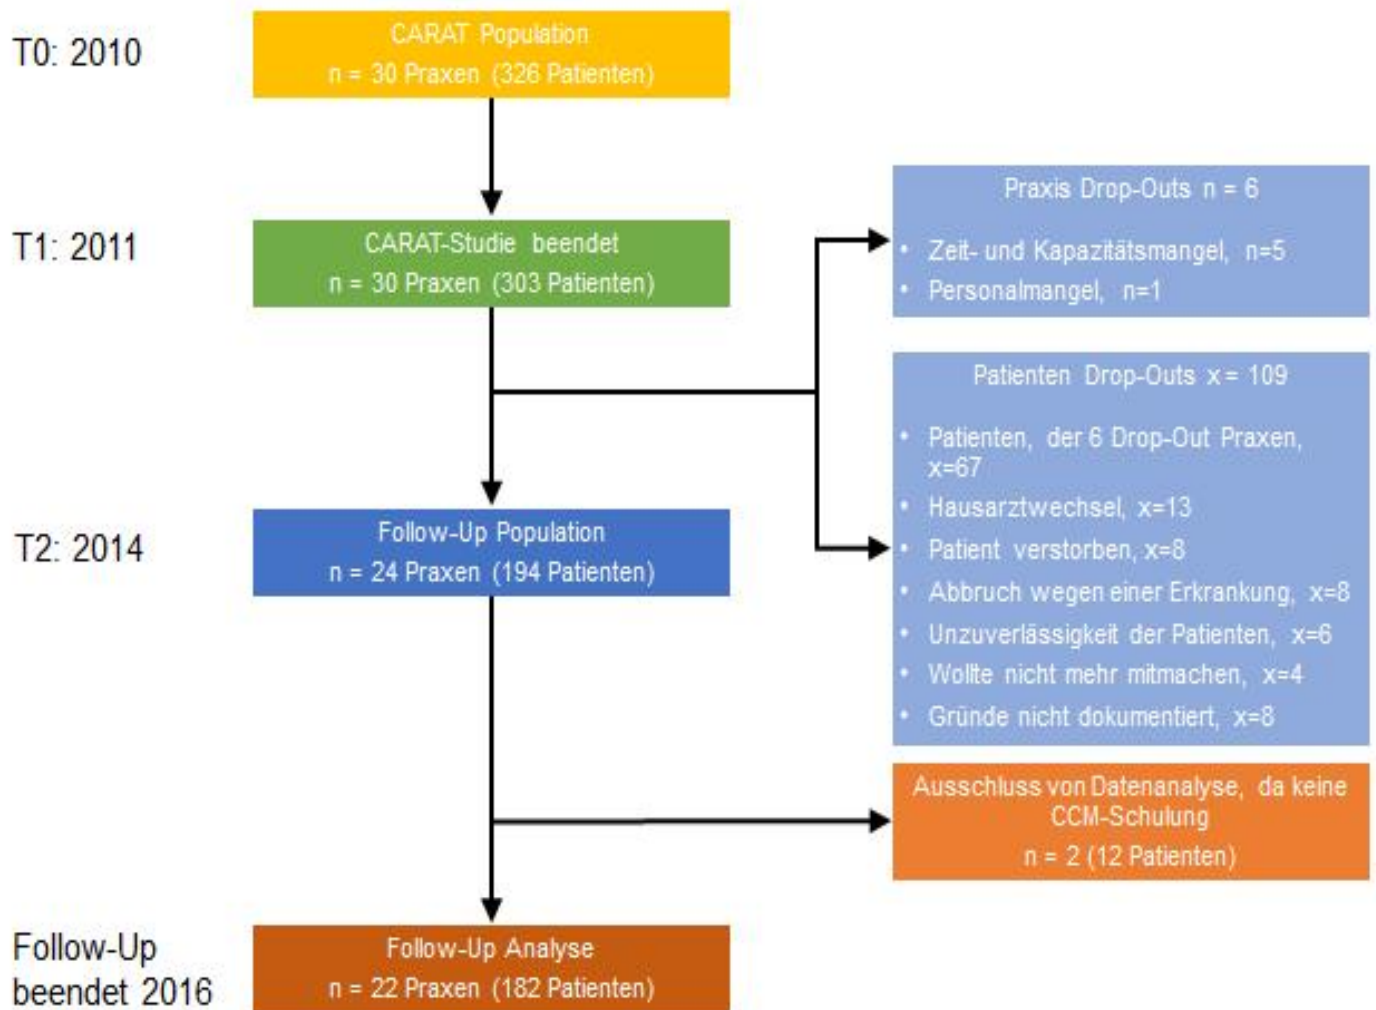 T0: 2010
CARAT Population
n = 30 Praxen (326 Patienten)
T1: 2011
CARAT-Studie beendet
n = 30 Praxen (303 Patienten)
Praxis Drop-Outs n = 6
• Zeit- und Kapazitätsmangel, n=5
• Personalmangel, n=1
Patienten Drop-Outs x = 109
• Patienten, der 6 Drop-Out Praxen,
x=67
• Hausarztwechsel, x=13
• Patient verstorben, x=8
• Abbruch wegen einer Erkrankung, x=8
• Unzuverlässigkeit der Patienten, x=6
• Wollte nicht mehr mitmachen, x=4
• Gründe nicht dokumentiert, x=8
T2: 2014
Follow-Up Population
n = 24 Praxen (194 Patienten)
Ausschluss von Datenanalyse, da keine
CCM-Schulung
n = 2 (12 Patienten)
Follow-Up
beendet 2016
Follow-Up Analyse
n = 22 Praxen (182 Patienten)